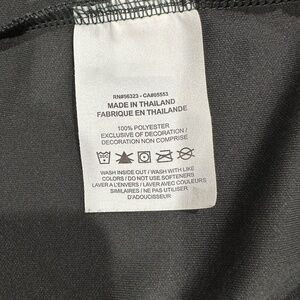 RN#56323 - CA#05553
MADE IN THAILAND
FABRIQUE EN THAILANDE
100% POLYESTER
EXCLUSIVE OF DECORATION /
DECORATION NON COMPRISE
WASH INSIDE OUT / WASH WITH LIKE
COLORS / DO NOT USE SOFTENERS
LAVER A L'ENVERS / LAVER AVEC COULEURS
SIMILAIRES / NE PAS UTILISER
D'ADOUCISSEUR